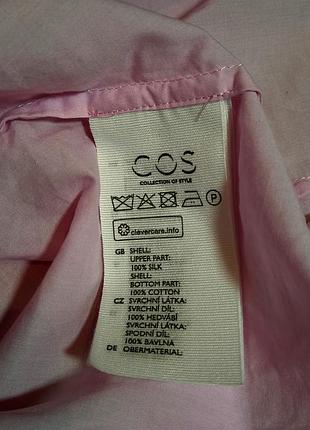 COS
COLLECTION OF STYLE
P
clevercare.info
GB SHELL:
UPPER PART:
100% SILK
SHELL:
BOTTOM PART:
100% COTTON
CZ SVRCHNÍ LÁTKA:
SVRCHNÍ DÍL:
100% HEDVÁBÍ
SVRCHNÍ LÁTKA:
SPODNÍ DÍL:
100% BAVLNA
DE OBERMATERIAL: